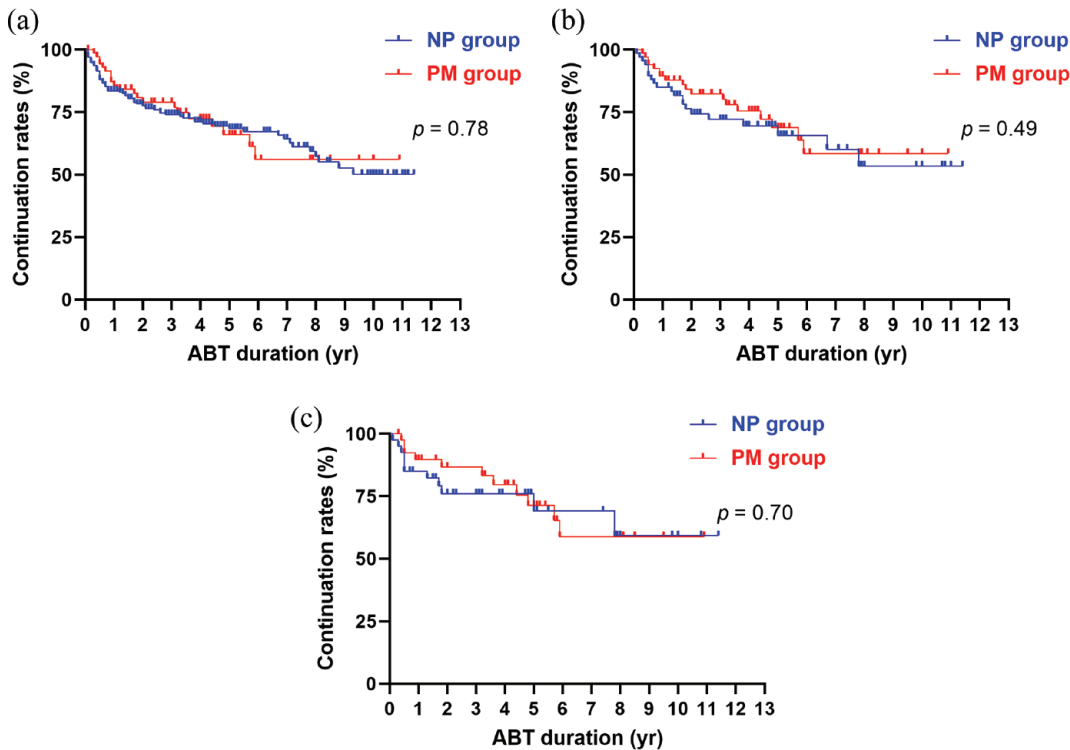 (a)
NP group
PM group
p = 0.78
Continuation rates (%)
100
75
50
25
0
0 1 2 3 4 5 6 7 8 9 10 11 12 13
ABT duration (yr)
(b)
NP group
PM group
p = 0.49
Continuation rates (%)
100
75
50
25
0
0 1 2 3 4 5 6 7 8 9 10 11 12 13
ABT duration (yr)
(c)
NP group
PM group
p = 0.70
Continuation rates (%)
100
75
50
25
0
0 1 2 3 4 5 6 7 8 9 10 11 12 13
ABT duration (yr)